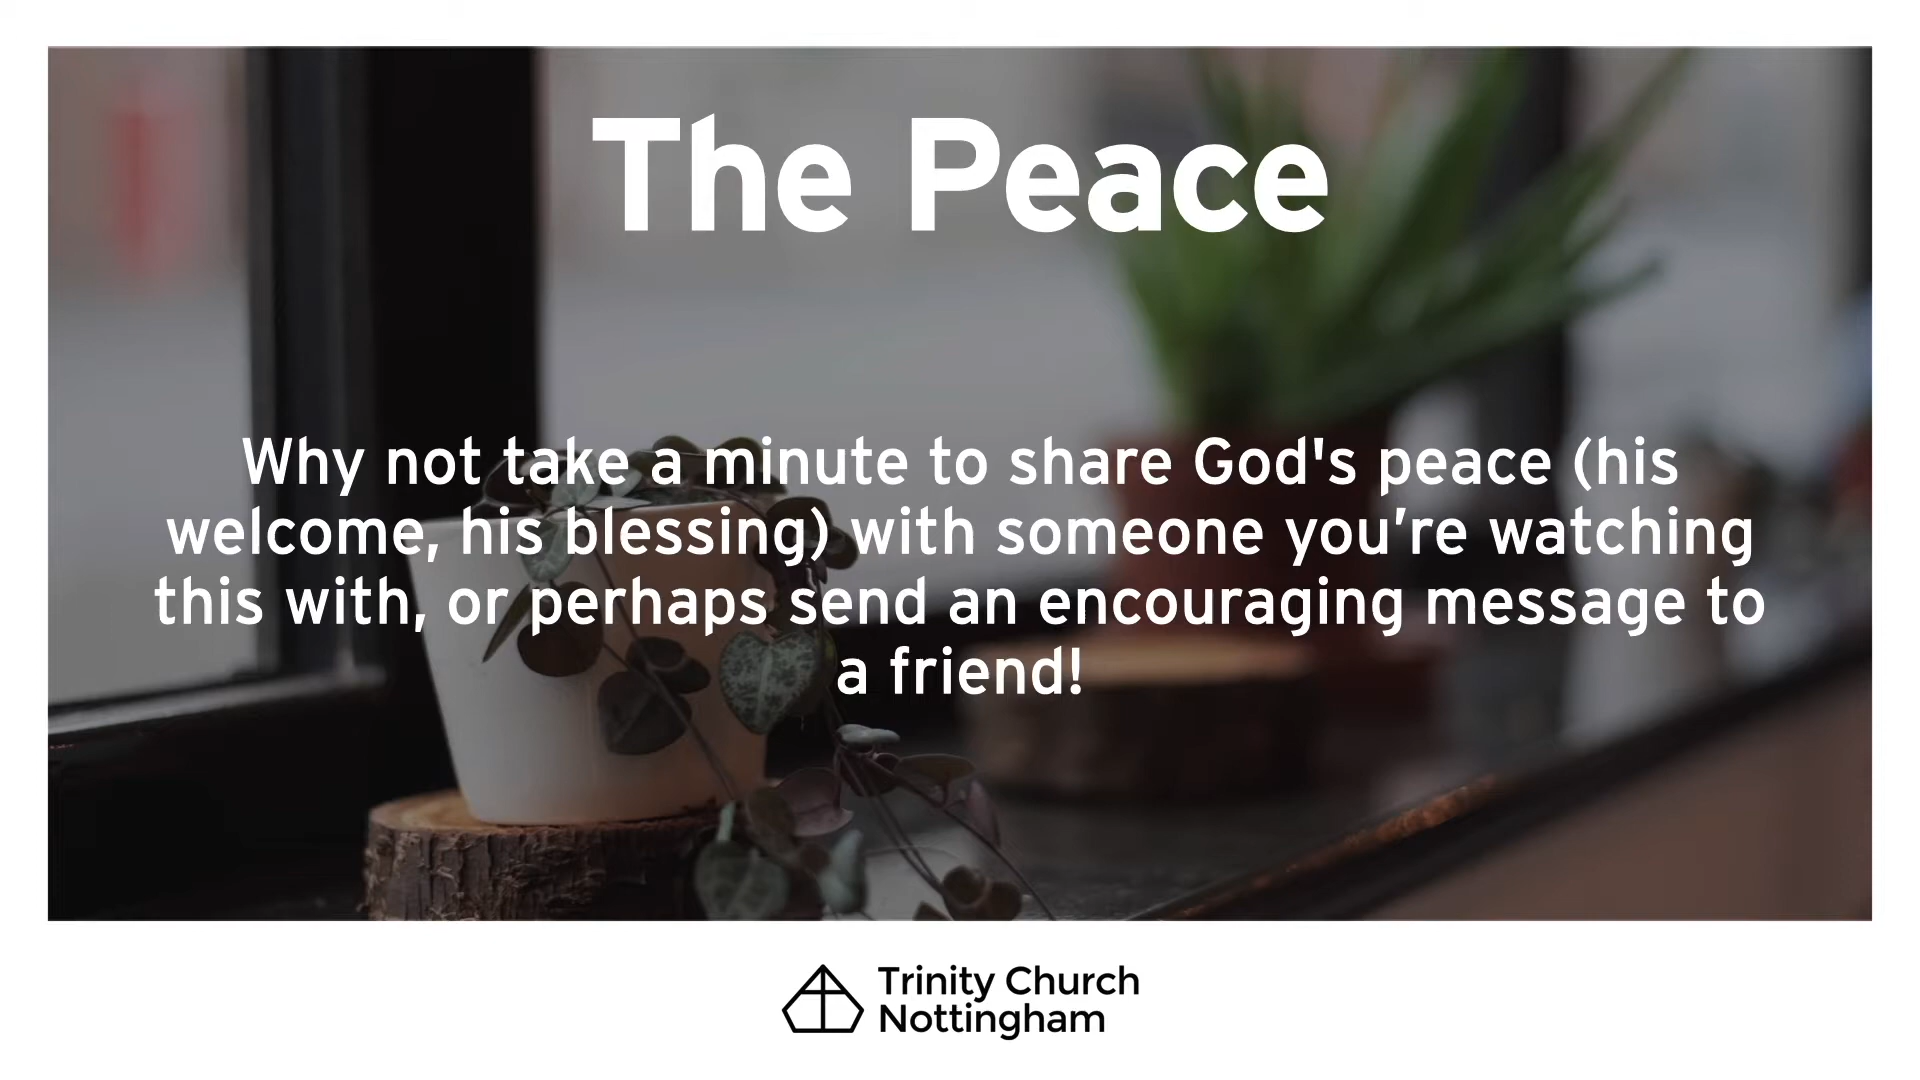 The Peace
Why not take a minute to share God's peace (his
welcome, his blessing) with someone you’re watching
this with, or perhaps send an encouraging message to
a friend!
Trinity Church
Nottingham